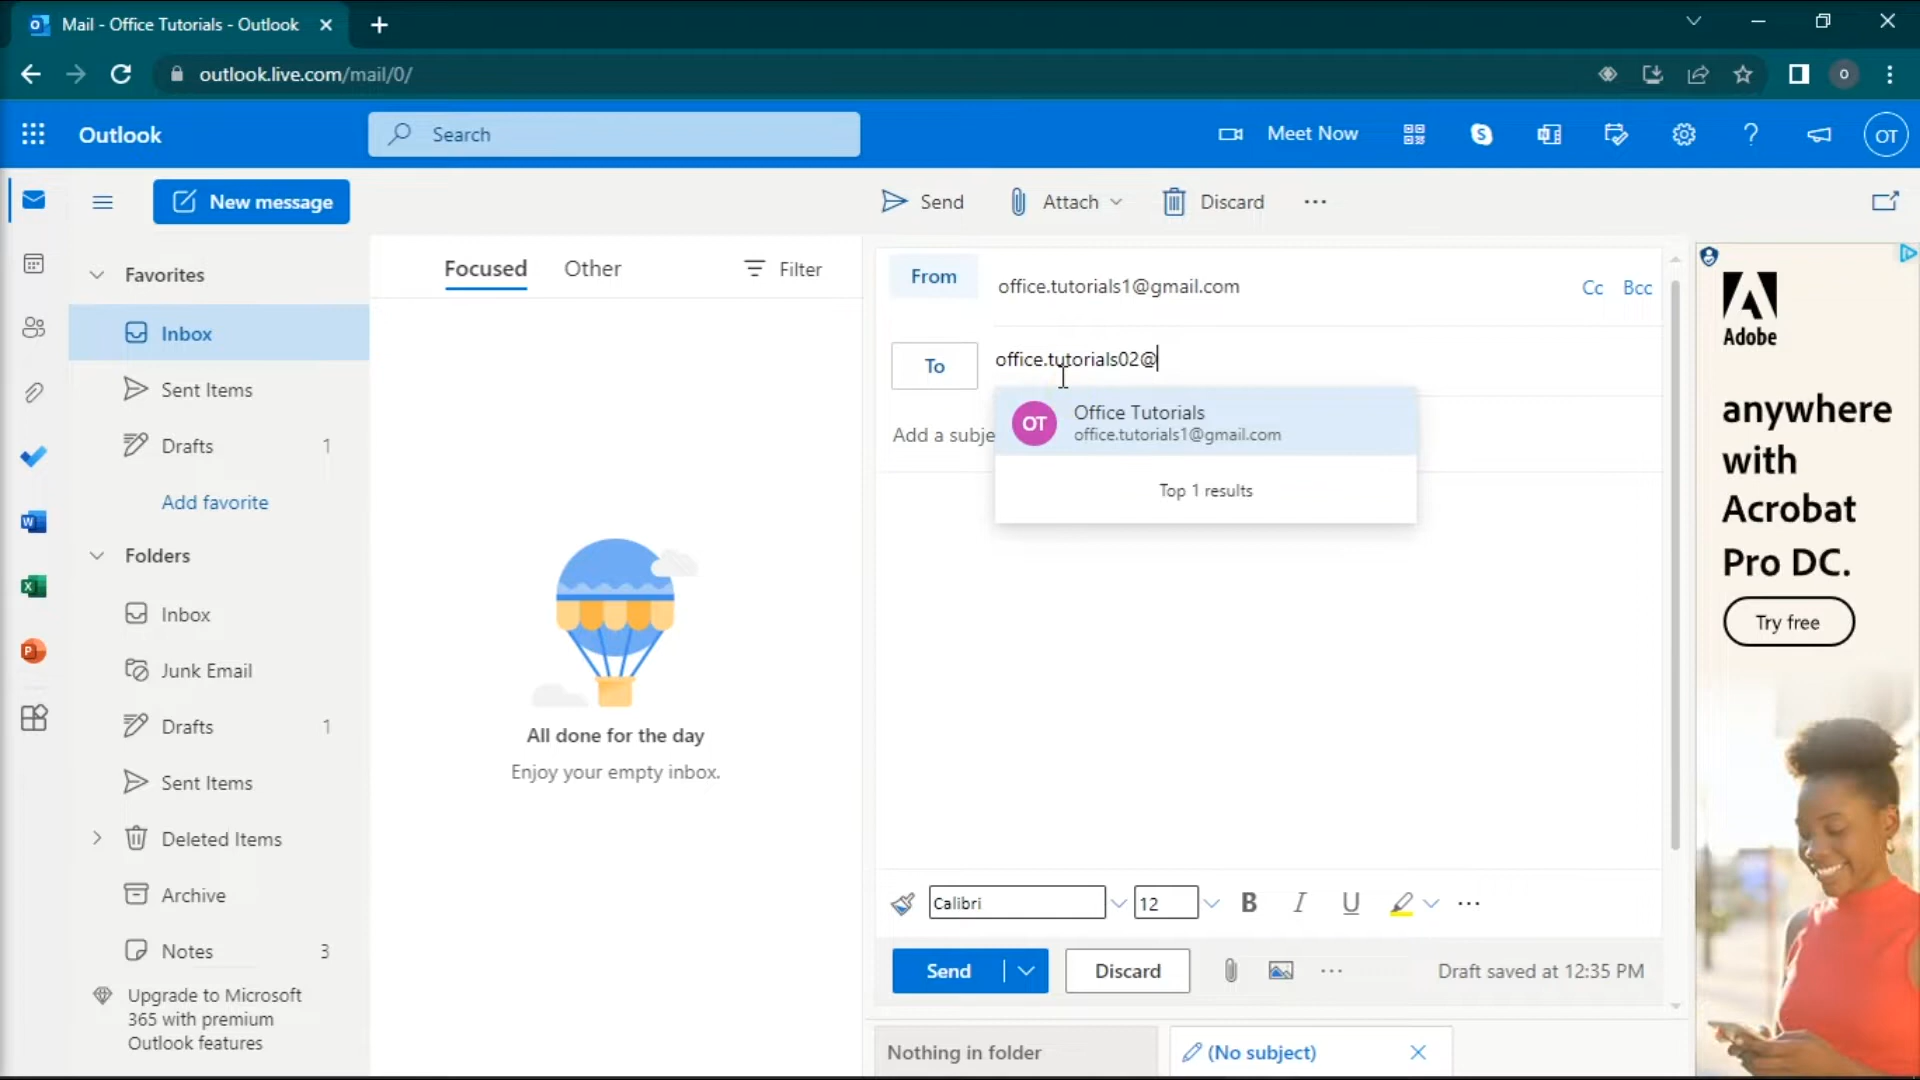 Mail - Office Tutorials - Outlook
outlook.live.com/mail/0/
O
Outlook
Search
Meet Now
OT
New message
Send
Attach
Discard
Favorites
Inbox
Sent Items
Drafts 1
Add favorite
Folders
Inbox
Junk Email
Drafts 1
Sent Items
Deleted Items
Archive
Notes 3
Upgrade to Microsoft
365 with premium
Outlook features
Focused
Other
Filter
All done for the day
Enjoy your empty inbox.
From
office.tutorials1@gmail.com
Cc
Bcc
To
office.tutorials02@
OT
Office Tutorials
office.tutorials1@gmail.com
Add a subje
Top 1 results
Calibri
12
B
I
U
Send
Discard
Draft saved at 12:35 PM
Nothing in folder
(No subject)
Adobe
anywhere
with
Acrobat
Pro DC.
Try free